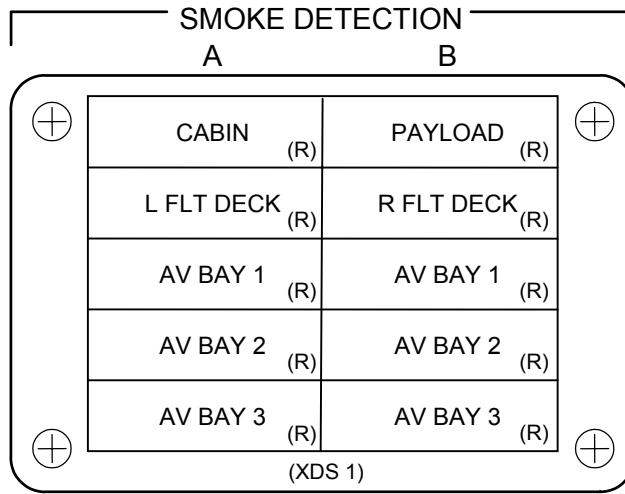 SMOKE DETECTION
A B
CABIN (R) PAYLOAD (R)
L FLT DECK (R) R FLT DECK (R)
AV BAY 1 (R) AV BAY 1 (R)
AV BAY 2 (R) AV BAY 2 (R)
AV BAY 3 (R) AV BAY 3 (R)
(XDS 1)